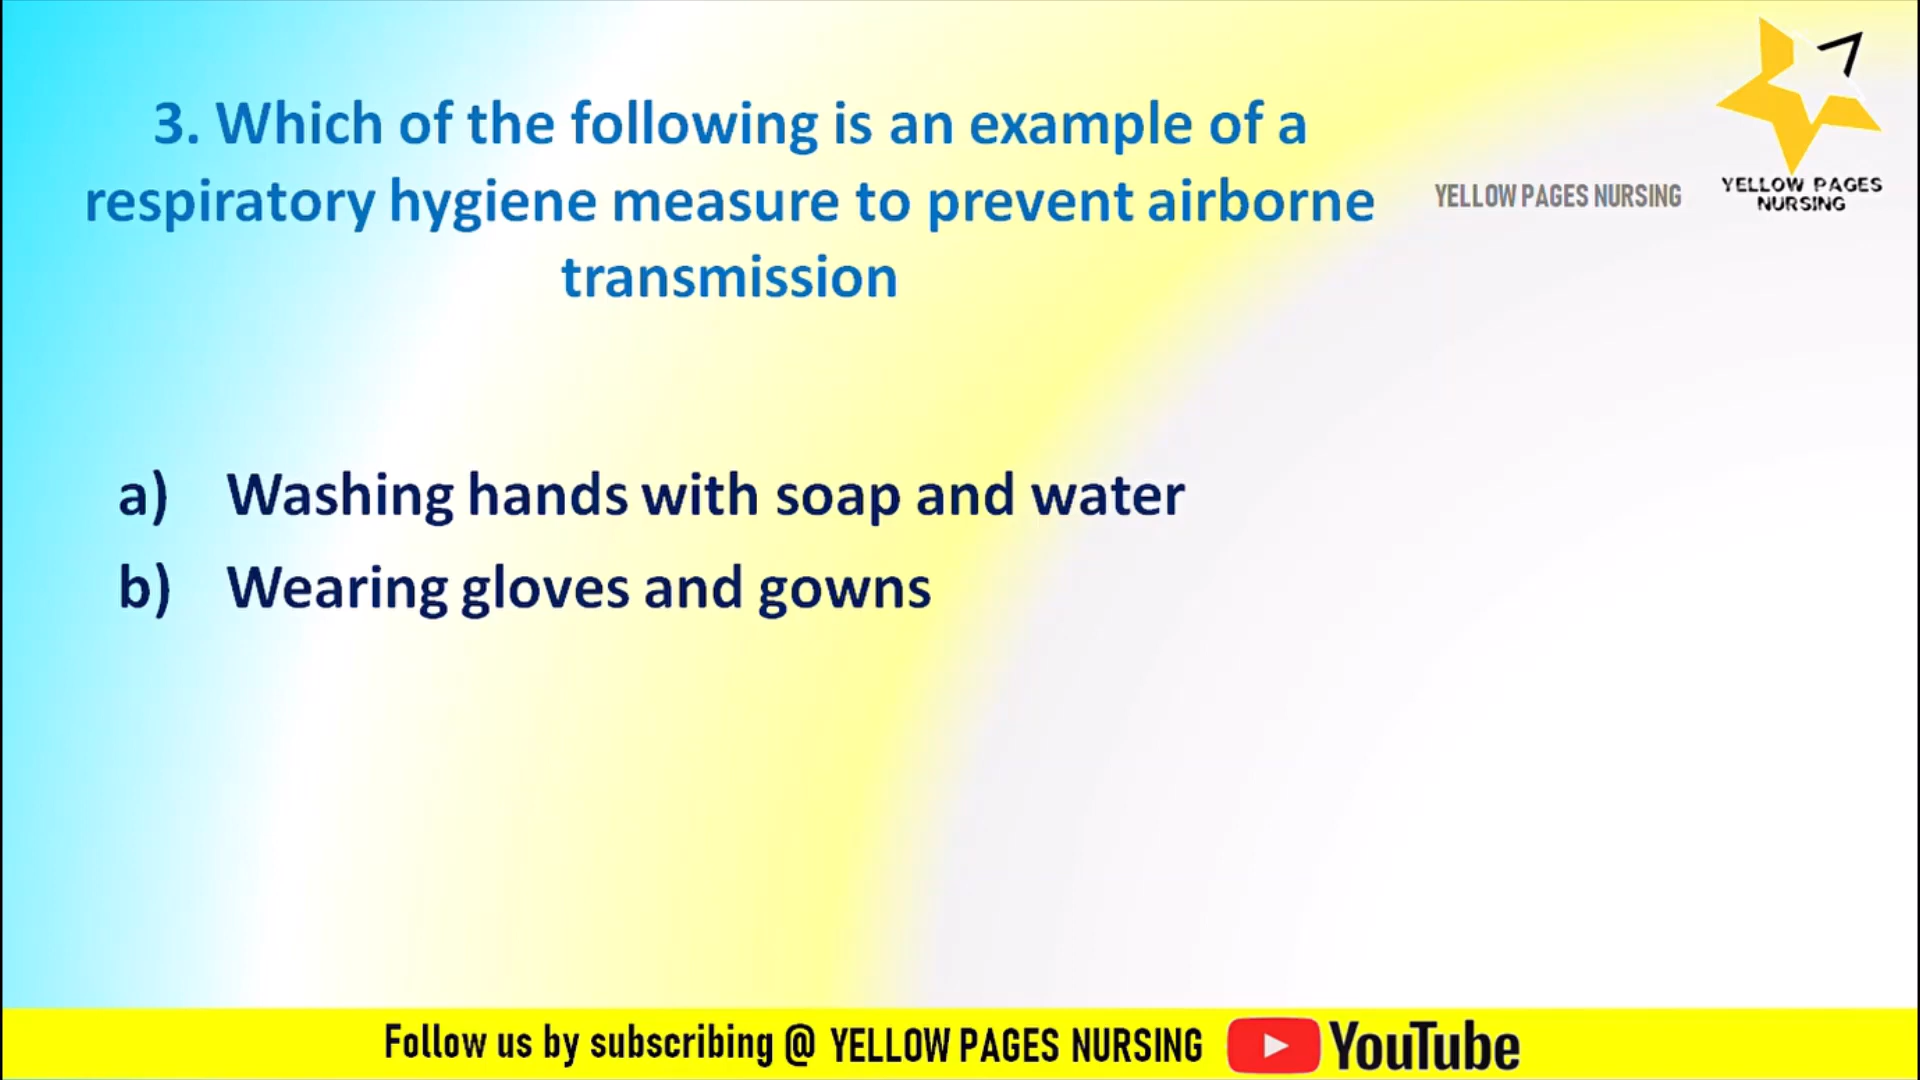 3. Which of the following is an example of a
respiratory hygiene measure to prevent airborne
transmission
YELLOW PAGES NURSING
YELLOW PAGES
NURSING
a) Washing hands with soap and water
b) Wearing gloves and gowns
Follow us by subscribing @ YELLOW PAGES NURSING YouTube